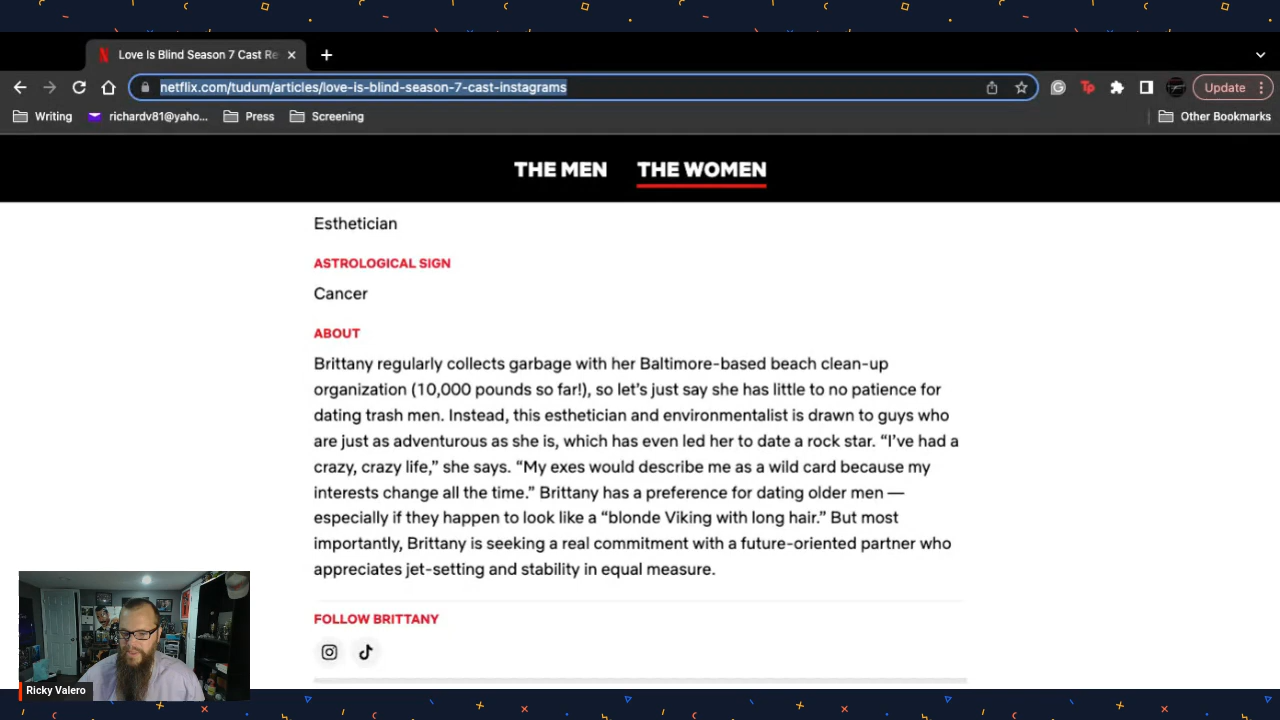 Love Is Blind Season 7 Cast Re
netflix.com/tudum/articles/love-is-blind-season-7-cast-instagrams
Update
Writing
richardv81@yaho...
Press
Screening
Other Bookmarks
THE MEN
THE WOMEN
Esthetician
ASTROLOGICAL SIGN
Cancer
ABOUT
Brittany regularly collects garbage with her Baltimore-based beach clean-up
organization (10,000 pounds so far!), so let’s just say she has little to no patience for
dating trash men. Instead, this esthetician and environmentalist is drawn to guys who
are just as adventurous as she is, which has even led her to date a rock star. “I’ve had a
crazy, crazy life,” she says. “My exes would describe me as a wild card because my
interests change all the time.” Brittany has a preference for dating older men —
especially if they happen to look like a “blonde Viking with long hair.” But most
importantly, Brittany is seeking a real commitment with a future-oriented partner who
appreciates jet-setting and stability in equal measure.
FOLLOW BRITTANY
Ricky Valero